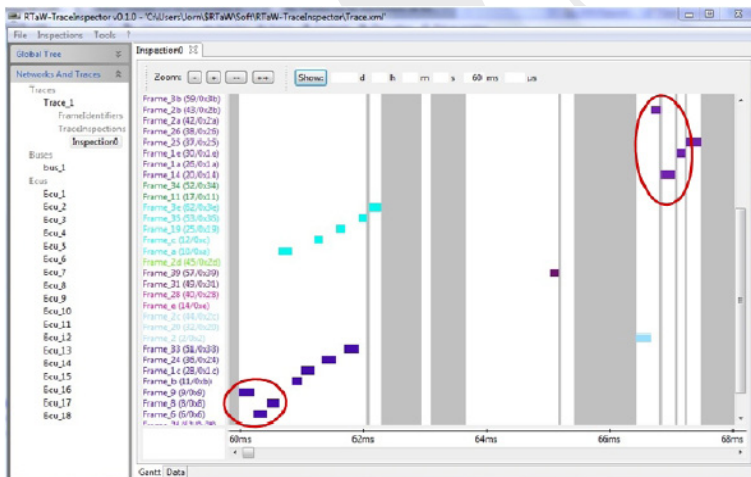 RTaW-TraceInspector v0.1.0 - 'C:\Users\Jorn\$RTaW\Soft\RTaW-TraceInspector\Trace.xml'
File Inspections Tools ?
Global Tree
Networks And Traces
Traces
Trace_1
FrameIdentifiers
TraceInspections
Inspection0
Buses
bus_1
Ecus
Ecu_1
Ecu_2
Ecu_3
Ecu_4
Ecu_5
Ecu_6
Ecu_7
Ecu_8
Ecu_9
Ecu_10
Ecu_11
Ecu_12
Ecu_13
Ecu_14
Ecu_15
Ecu_16
Ecu_17
Ecu_18
Inspection0
Zoom: - + Show: d h m s 60 ms us
Frame_3b (59/0x3b)
Frame_2b (43/0x2b)
Frame_2a (42/0x2a)
Frame_26 (38/0x26)
Frame_25 (37/0x25)
Frame_1e (30/0x1e)
Frame_1a (26/0x1a)
Frame_14 (20/0x14)
Frame_34 (52/0x34)
Frame_11 (17/0x11)
Frame_3e (62/0x3e)
Frame_35 (53/0x35)
Frame_19 (25/0x19)
Frame_c (12/0xc)
Frame_a (10/0xa)
Frame_2d (45/0x2d)
Frame_39 (57/0x39)
Frame_31 (49/0x31)
Frame_28 (40/0x28)
Frame_e (14/0xe)
Frame_2c (44/0x2c)
Frame_20 (32/0x20)
Frame_2 (2/0x2)
Frame_33 (51/0x33)
Frame_24 (36/0x24)
Frame_1c (28/0x1c)
Frame_b (11/0xb)
Frame_9 (9/0x9)
Frame_8 (8/0x8)
Frame_6 (6/0x6)
60ms 62ms 64ms 66ms 68ms
Gantt Data